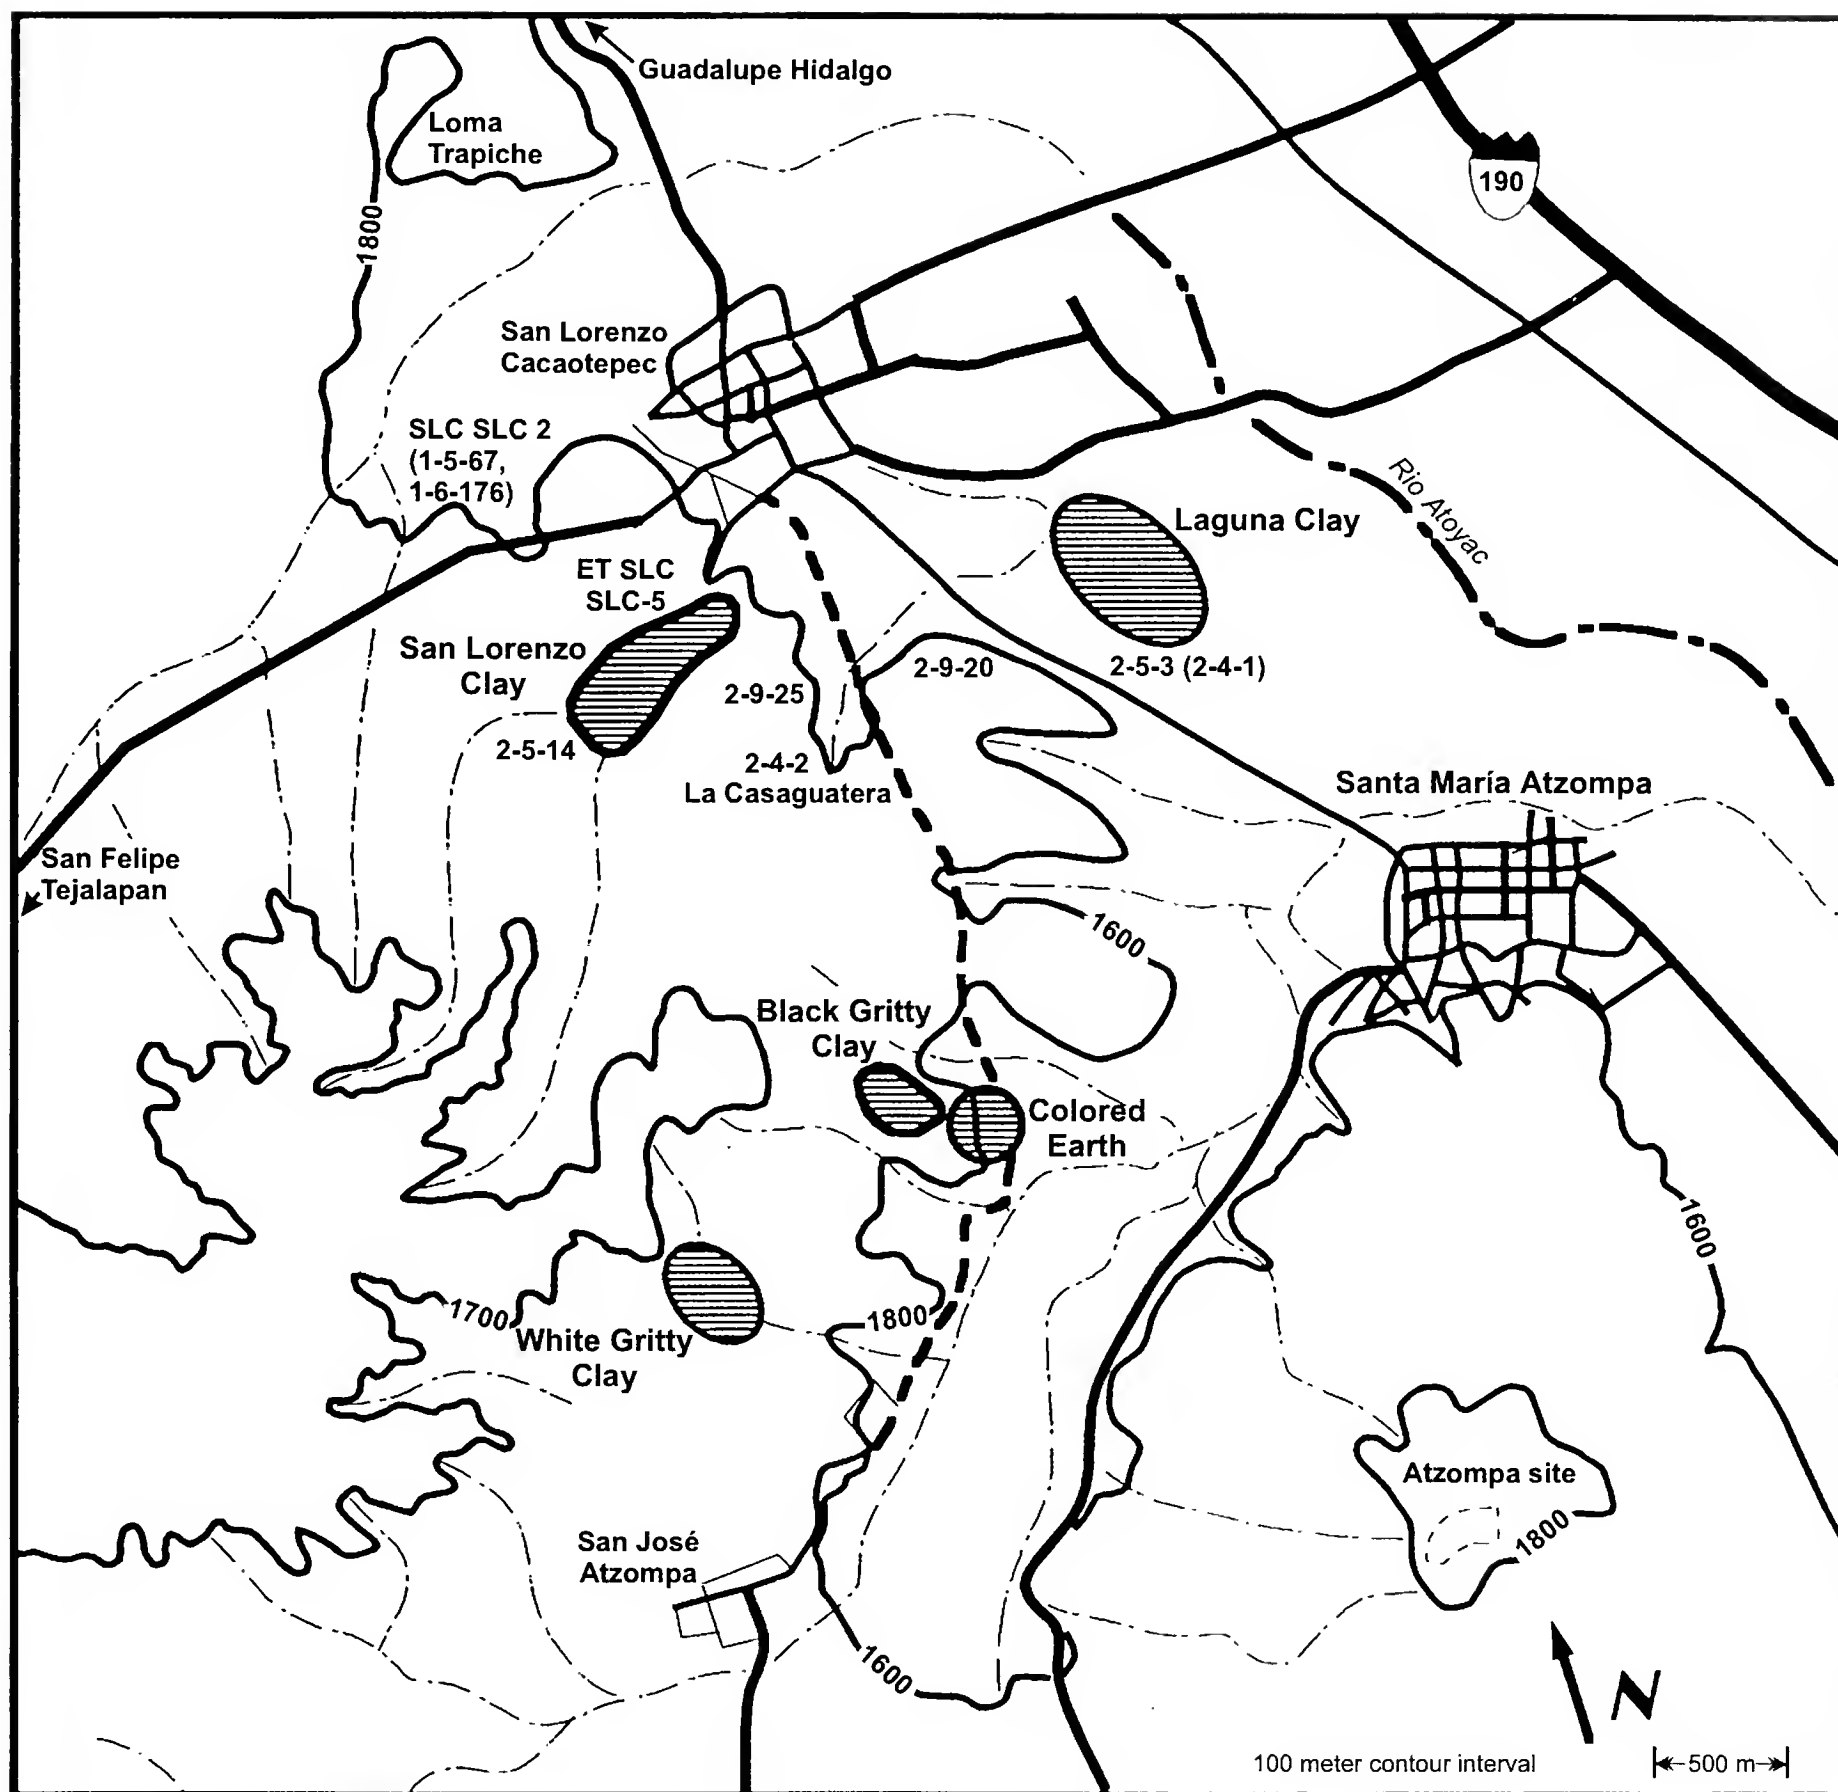 Guadalupe Hidalgo
Loma
Trapiche
190
1800
San Lorenzo
Cacaotepec
SLC SLC 2
(1-5-67,
1-6-176)
Rio Atoyac
Laguna Clay
ET SLC
SLC-5
San Lorenzo
Clay
2-9-20
2-5-3 (2-4-1)
2-9-25
2-5-14
2-4-2
La Casaguatera
Santa María Atzompa
San Felipe
Tejalapan
1600
Black Gritty
Clay
Colored
Earth
1600
1700
1800
White Gritty
Clay
Atzompa site
1800
San José
Atzompa
1600
N
100 meter contour interval
500 m